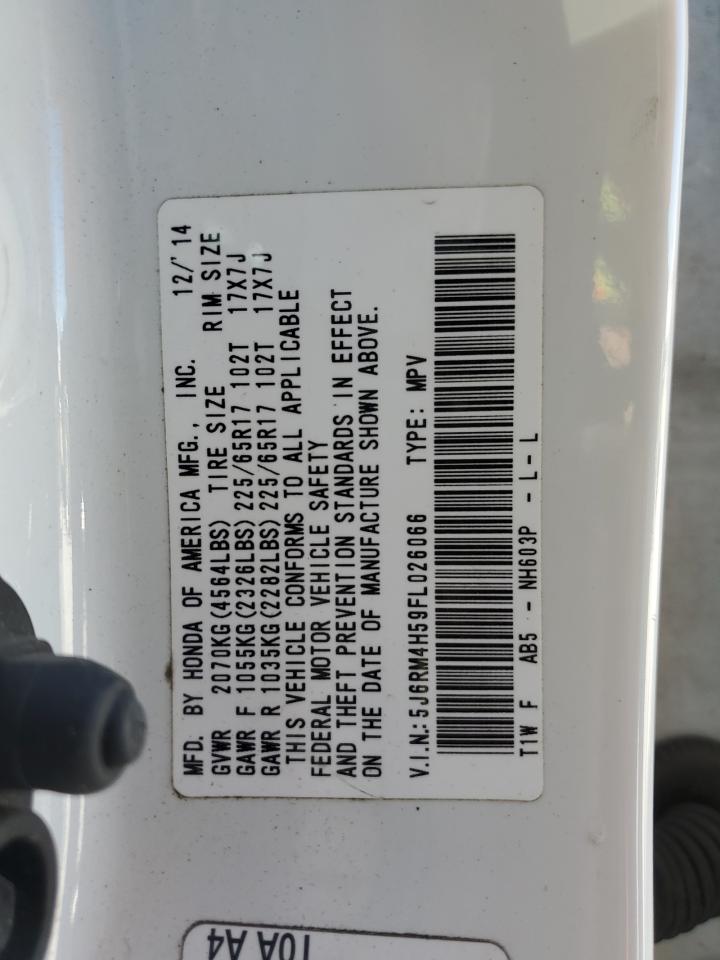 MFD. BY HONDA OF AMERICA MFG., INC. 12/'14
GVWR 2070KG(4564LBS) TIRE SIZE RIM SIZE
GAWR F 1055KG(2326LBS) 225/65R17 102T 17X7J
GAWR R 1035KG(2282LBS) 225/65R17 102T 17X7J
THIS VEHICLE CONFORMS TO ALL APPLICABLE
FEDERAL MOTOR VEHICLE SAFETY
AND THEFT PREVENTION STANDARDS IN EFFECT
ON THE DATE OF MANUFACTURE SHOWN ABOVE.
V.I.N.: 5J6RM4H59FL026066 TYPE: MPV
T1W F AB5 - NH603P - L - L
T0A A4